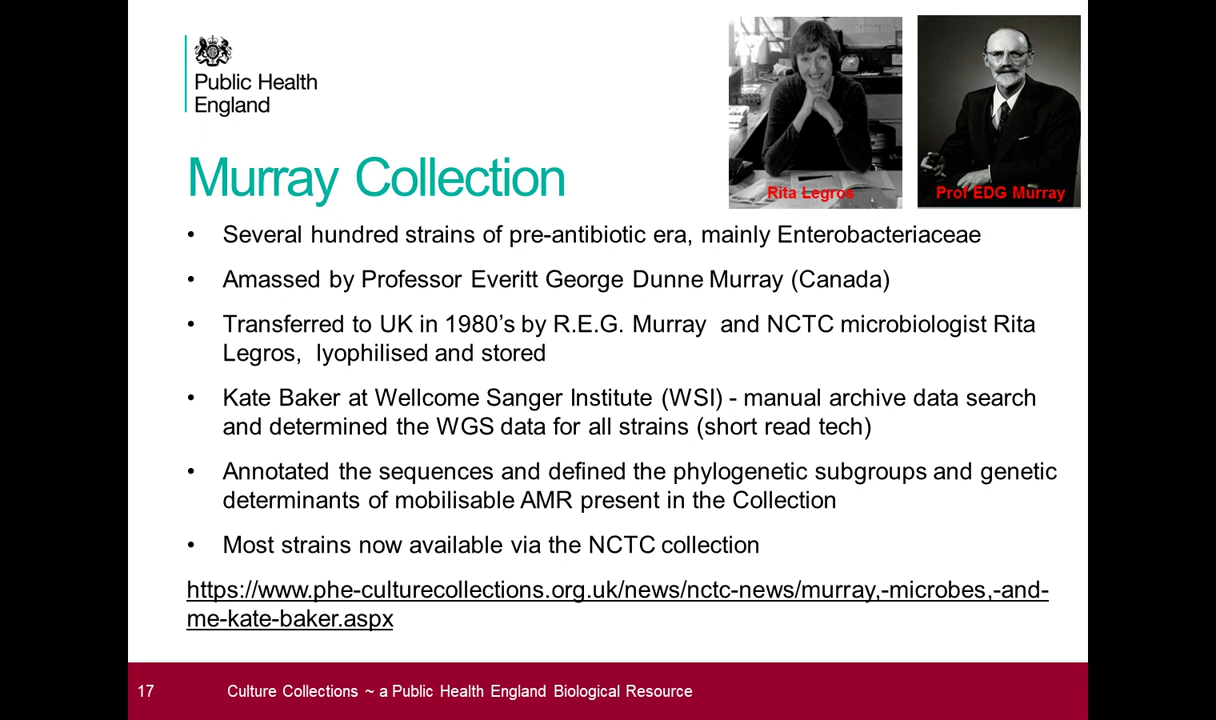 Public Health
England
Rita Legros
Prof EDG Murray
Murray Collection
• Several hundred strains of pre-antibiotic era, mainly Enterobacteriaceae
• Amassed by Professor Everitt George Dunne Murray (Canada)
• Transferred to UK in 1980’s by R.E.G. Murray and NCTC microbiologist Rita
Legros, lyophilised and stored
• Kate Baker at Wellcome Sanger Institute (WSI) - manual archive data search
and determined the WGS data for all strains (short read tech)
• Annotated the sequences and defined the phylogenetic subgroups and genetic
determinants of mobilisable AMR present in the Collection
• Most strains now available via the NCTC collection
https://www.phe-culturecollections.org.uk/news/nctc-news/murray,-microbes,-and-
me-kate-baker.aspx
17 Culture Collections ~ a Public Health England Biological Resource